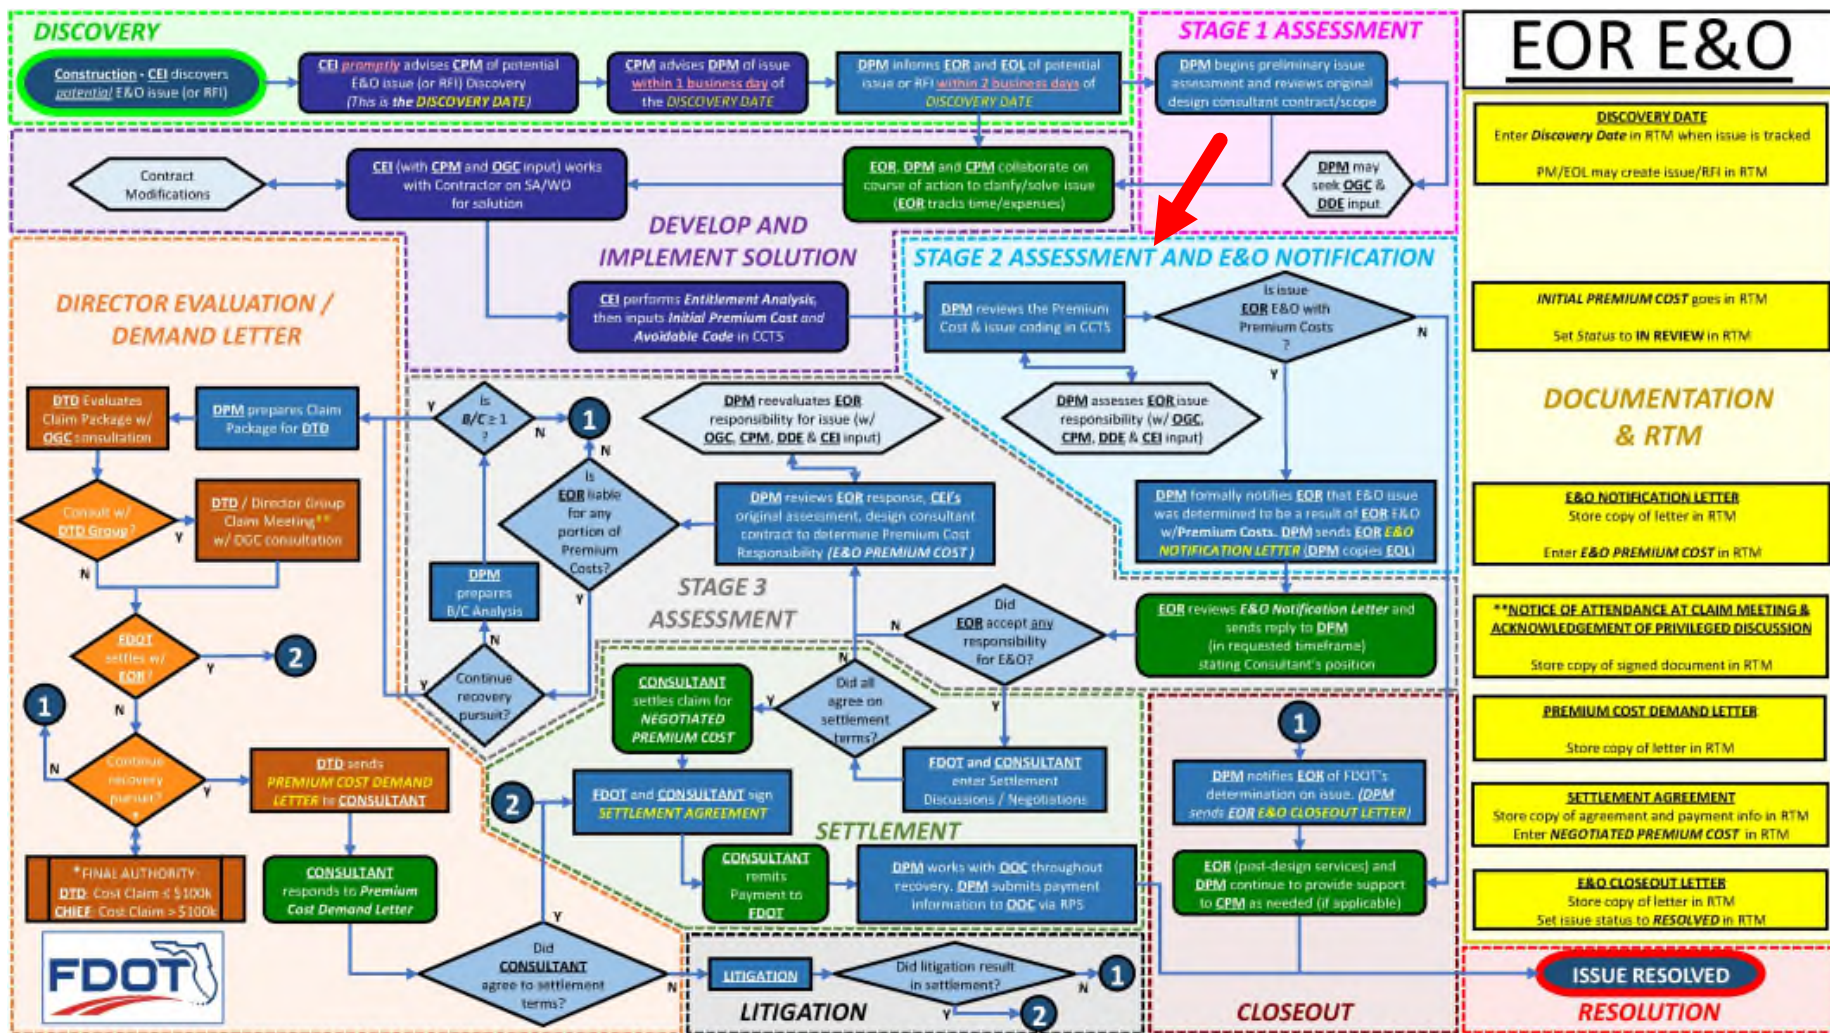 DISCOVERY
Construction - CEI discovers
potential E&O issue (or RFI)
CEI promptly advises CPM of potential
E&O issue (or RFI) Discovery
(This is the DISCOVERY DATE)
CPM advises DPM of issue
within 1 business day of
the DISCOVERY DATE
DPM informs EOR and EOL of potential
issue or RFI within 2 business days of
DISCOVERY DATE
STAGE 1 ASSESSMENT
DPM begins preliminary issue
assessment and reviews original
design consultant contract/scope
DPM may
seek OGC &
DDE input
EOR, DPM and CPM collaborate on
course of action to clarify/solve issue
(EOR tracks time/expenses)
CEI (with CPM and OGC input) works
with Contractor on SA/WO
for solution
Contract
Modifications
DEVELOP AND
IMPLEMENT SOLUTION
CEI performs Entitlement Analysis,
then inputs Initial Premium Cost and
Avoidable Code in CCTS
STAGE 2 ASSESSMENT AND E&O NOTIFICATION
DPM reviews the Premium
Cost & issue coding in CCTS
Is issue
EOR E&O with
Premium Costs
?
N
Y
DPM assesses EOR issue
responsibility (w/ OGC,
CPM, DDE & CEI input)
DPM formally notifies EOR that E&O issue
was determined to be a result of EOR E&O
w/Premium Costs. DPM sends EOR E&O
NOTIFICATION LETTER (DPM copies EOL)
STAGE 3
ASSESSMENT
EOR reviews E&O Notification Letter and
sends reply to DPM
(in requested timeframe)
stating Consultant's position
Did
EOR accept any
responsibility
for E&O?
N
Y
DPM reviews EOR response, CEI's
original assessment, design consultant
contract to determine Premium Cost
Responsibility (E&O PREMIUM COST)
DPM reevaluates EOR
responsibility for issue (w/
OGC, CPM, DDE & CEI input)
Is
EOR liable
for any
portion of
Premium
Costs?
N
Y
1
Continue
recovery
pursuit?
N
Y
DPM
prepares
B/C Analysis
Is
B/C ≥ 1
?
N
Y
DIRECTOR EVALUATION /
DEMAND LETTER
DPM prepares Claim
Package for DTD
DTD Evaluates
Claim Package w/
OGC consultation
Consult w/
DTD Group?
Y
N
DTD / Director Group
Claim Meeting**
w/ OGC consultation
FDOT
settles w/
EOR?
Y
2
N
1
Continue
recovery
pursuit?
*
N
Y
*FINAL AUTHORITY:
DTD: Cost Claim ≤ $100k
CHIEF: Cost Claim > $100k
DTD sends
PREMIUM COST DEMAND
LETTER to CONSULTANT
CONSULTANT
responds to Premium
Cost Demand Letter
Did
CONSULTANT
agree to settlement
terms?
Y
N
SETTLEMENT
FDOT and CONSULTANT
enter Settlement
Discussions / Negotiations
Did all
agree on
settlement
terms?
N
Y
CONSULTANT
settles claim for
NEGOTIATED
PREMIUM COST
2
FDOT and CONSULTANT sign
SETTLEMENT AGREEMENT
CONSULTANT
remits
Payment to
FDOT
DPM works with OOC throughout
recovery. DPM submits payment
information to OOC via RPS
LITIGATION
Did litigation result
in settlement?
N
1
Y
2
LITIGATION
1
DPM notifies EOR of FDOT's
determination on issue. (DPM
sends EOR E&O CLOSEOUT LETTER)
EOR (post-design services) and
DPM continue to provide support
to CPM as needed (if applicable)
CLOSEOUT
FDOT
EOR E&O
DISCOVERY DATE
Enter Discovery Date in RTM when issue is tracked
PM/EOL may create issue/RFI in RTM
INITIAL PREMIUM COST goes in RTM
Set Status to IN REVIEW in RTM
DOCUMENTATION
& RTM
E&O NOTIFICATION LETTER
Store copy of letter in RTM
Enter E&O PREMIUM COST in RTM
**NOTICE OF ATTENDANCE AT CLAIM MEETING &
ACKNOWLEDGEMENT OF PRIVILEGED DISCUSSION
Store copy of signed document in RTM
PREMIUM COST DEMAND LETTER
Store copy of letter in RTM
SETTLEMENT AGREEMENT
Store copy of agreement and payment info in RTM
Enter NEGOTIATED PREMIUM COST in RTM
E&O CLOSEOUT LETTER
Store copy of letter in RTM
Set issue status to RESOLVED in RTM
ISSUE RESOLVED
RESOLUTION